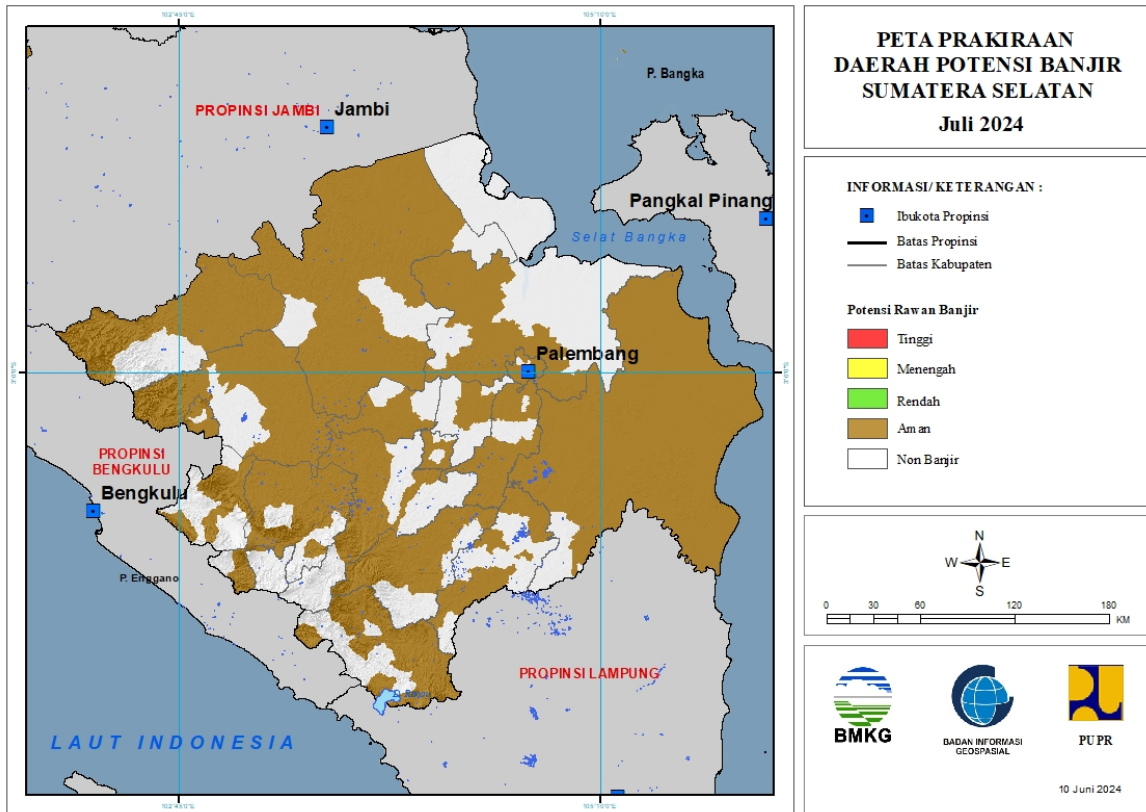 PETA PRAKIRAAN
DAERAH POTENSI BANJIR
SUMATERA SELATAN
Juli 2024
INFORMASI/ KETERANGAN :
Ibukota Propinsi
Batas Propinsi
Batas Kabupaten
Potensi Rawan Banjir
Tinggi
Menengah
Rendah
Aman
Non Banjir
N
W E
S
0 30 60 120 180
KM
BMKG
BADAN INFORMASI
GEOSPASIAL
PUPR
10 Juni 2024
P. Bangka
PROPINSI JAMBI
Jambi
Pangkal Pinang
Selat Bangka
Palembang
PROPINSI
BENGKULU
Bengkulu
P. Enggano
PROPINSI LAMPUNG
LAUT INDONESIA